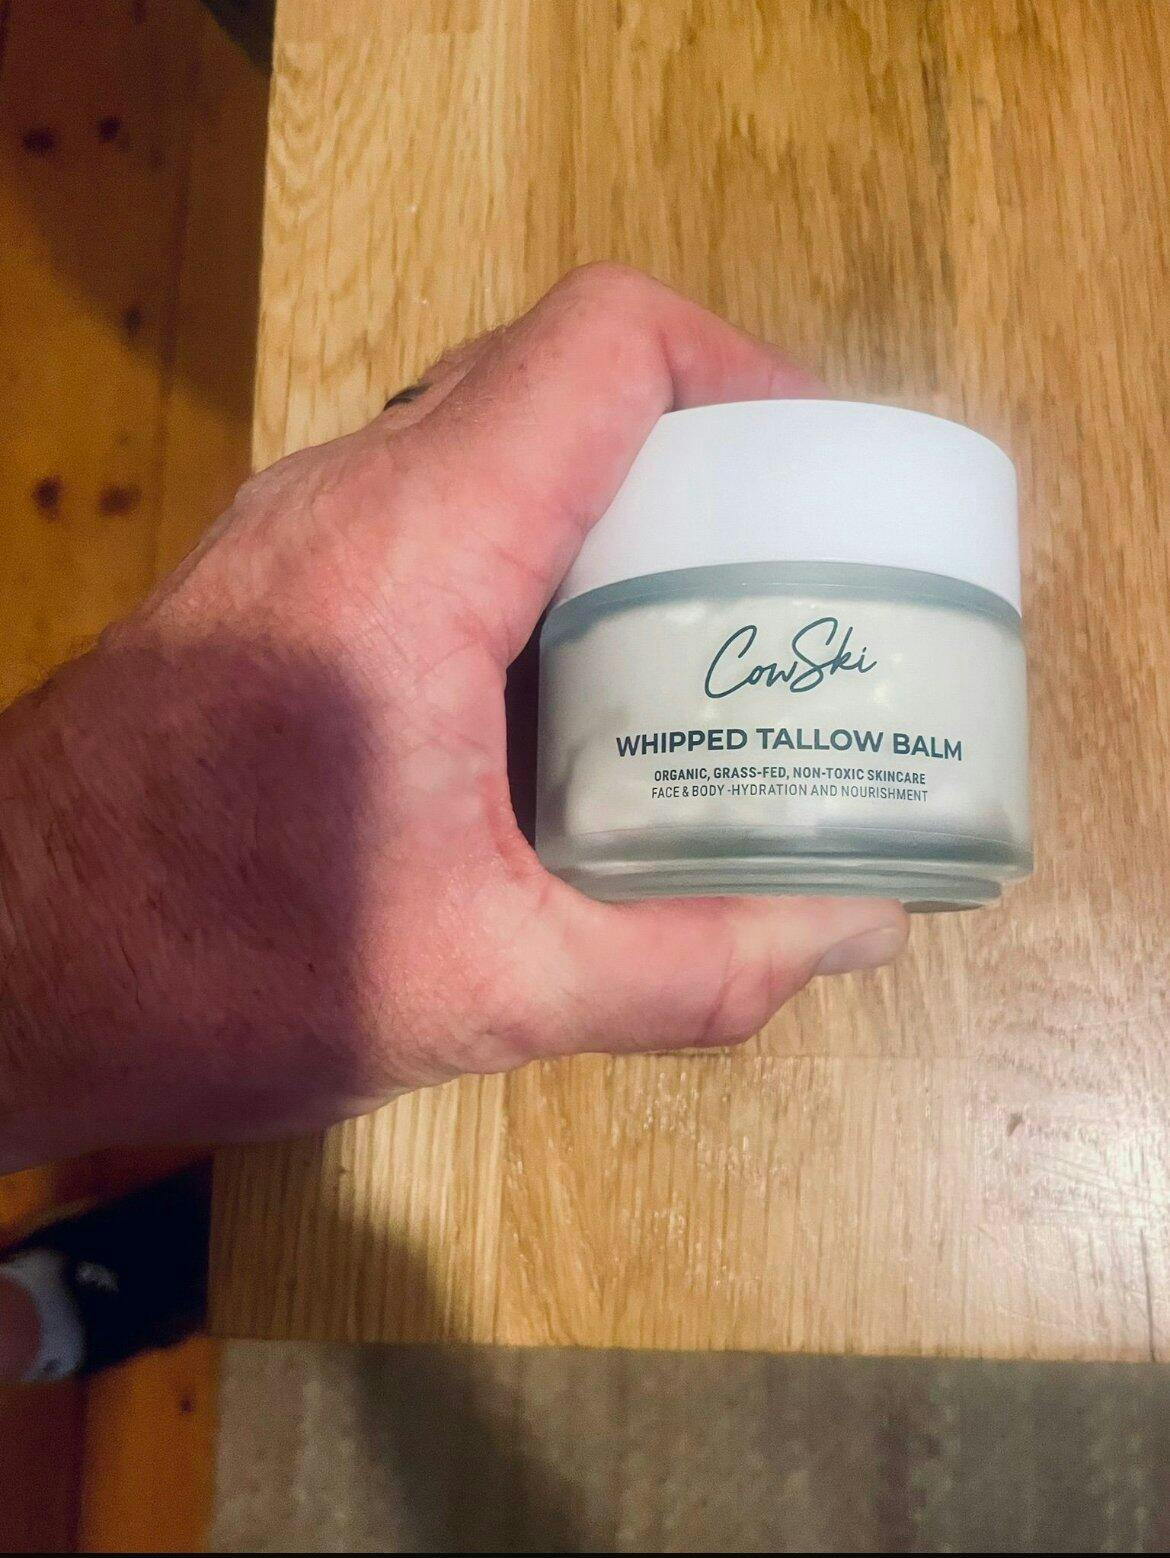 CowSki
WHIPPED TALLOW BALM
ORGANIC, GRASS-FED, NON-TOXIC SKINCARE
FACE & BODY -HYDRATION AND NOURISHMENT